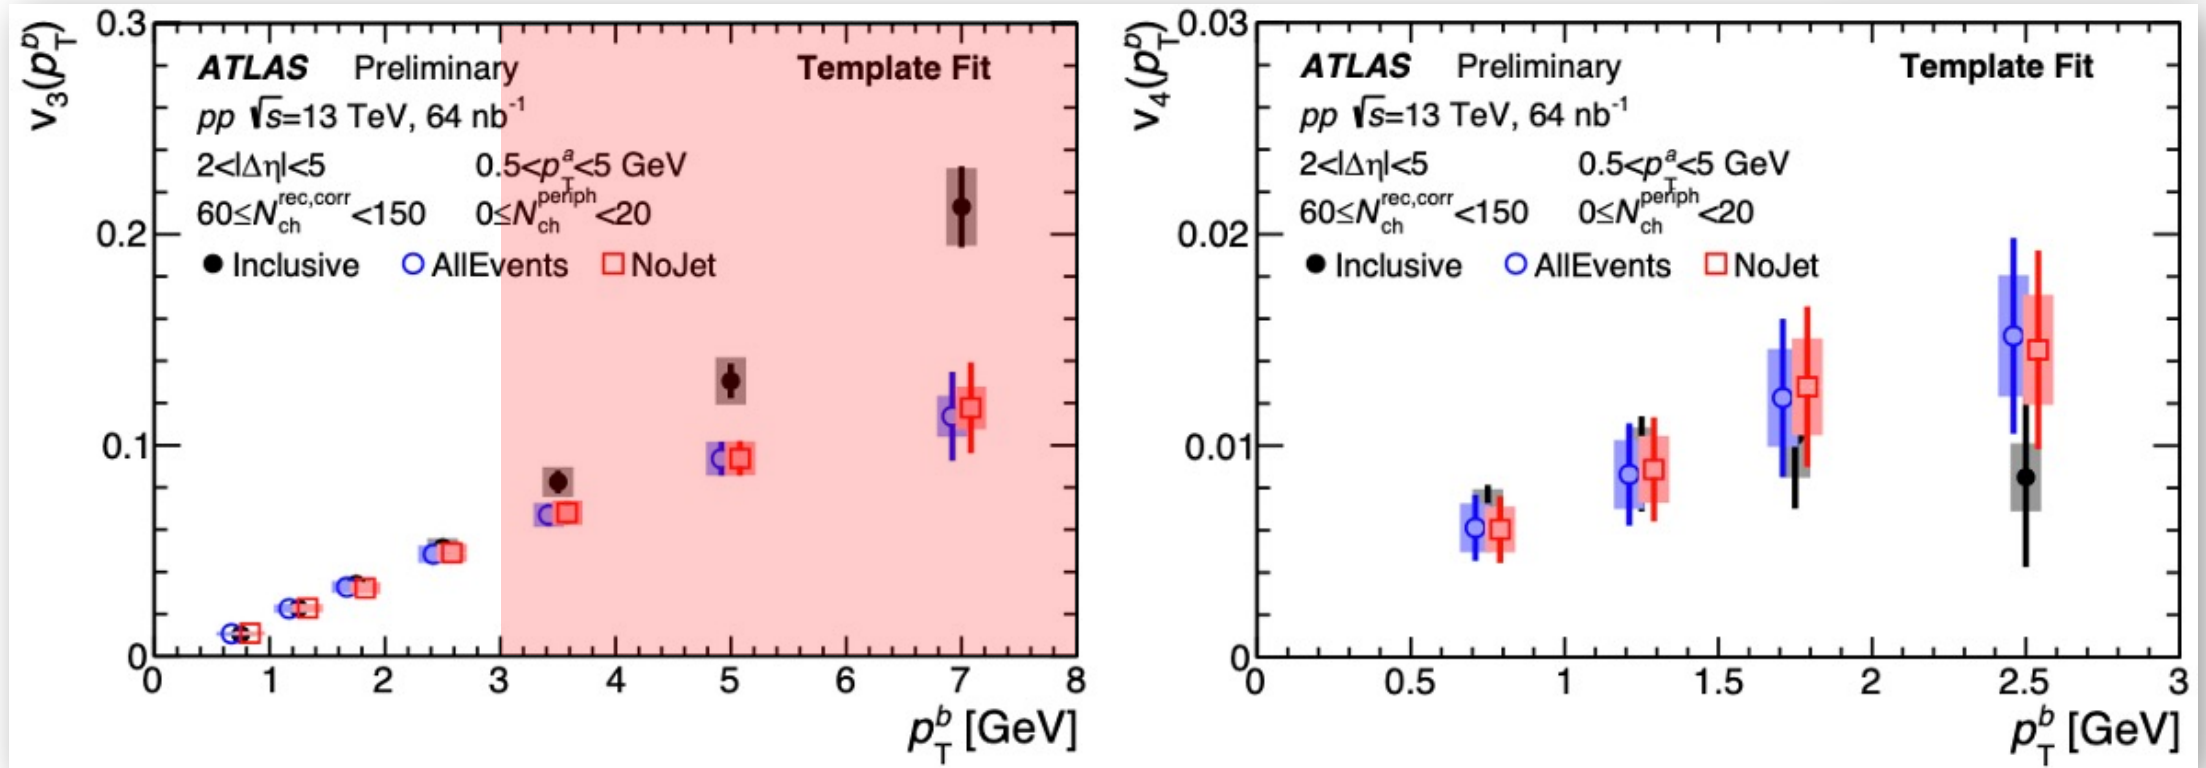 v3(pTb)
0.3
0.2
0.1
0
ATLAS Preliminary Template Fit
pp √s=13 TeV, 64 nb-1
2<|Δη|<5 0.5<pTa<5 GeV
60≤Nchrec,corr<150 0≤Nchperiph<20
Inclusive AllEvents NoJet
0 1 2 3 4 5 6 7 8
pTb [GeV]
v4(pTb)
0.03
0.02
0.01
0
ATLAS Preliminary Template Fit
pp √s=13 TeV, 64 nb-1
2<|Δη|<5 0.5<pTa<5 GeV
60≤Nchrec,corr<150 0≤Nchperiph<20
Inclusive AllEvents NoJet
0 0.5 1 1.5 2 2.5 3
pTb [GeV]